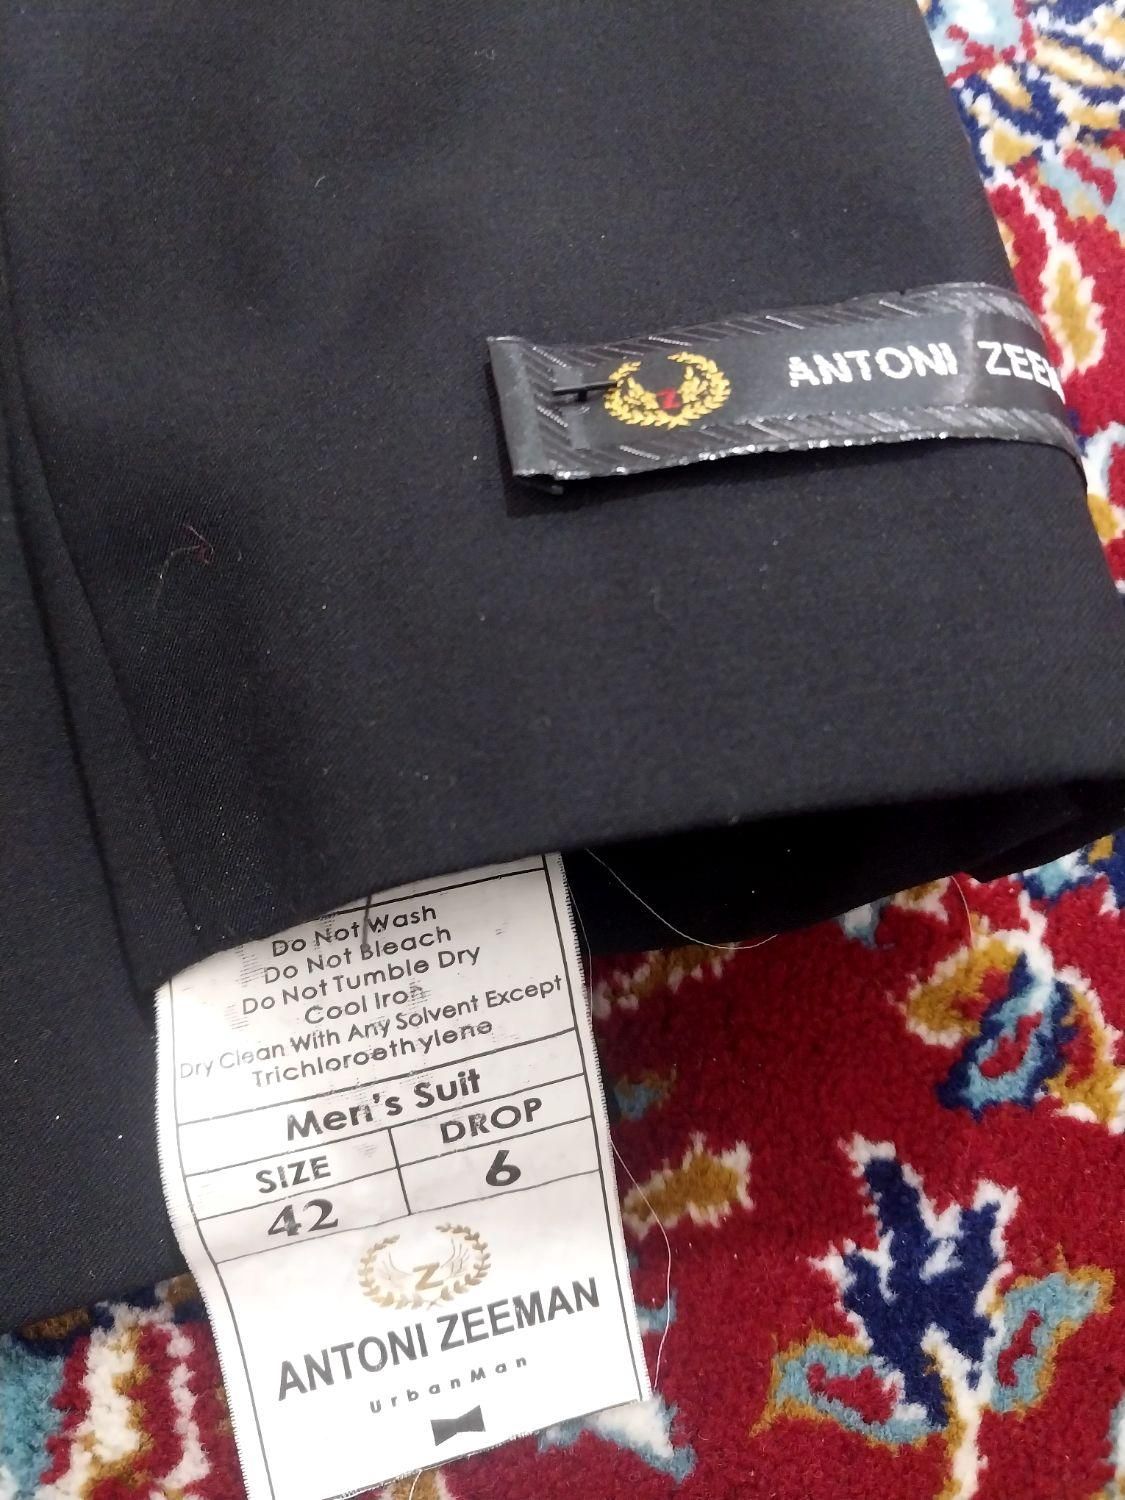 ANTONI ZEE
Do Not Wash
Do Not Bleach
Do Not Tumble Dry
Cool Iron
Dry Clean With Any Solvent Except
Trichloroethylene
Men's Suit
SIZE DROP
42 6
Z
ANTONI ZEEMAN
UrbanMan